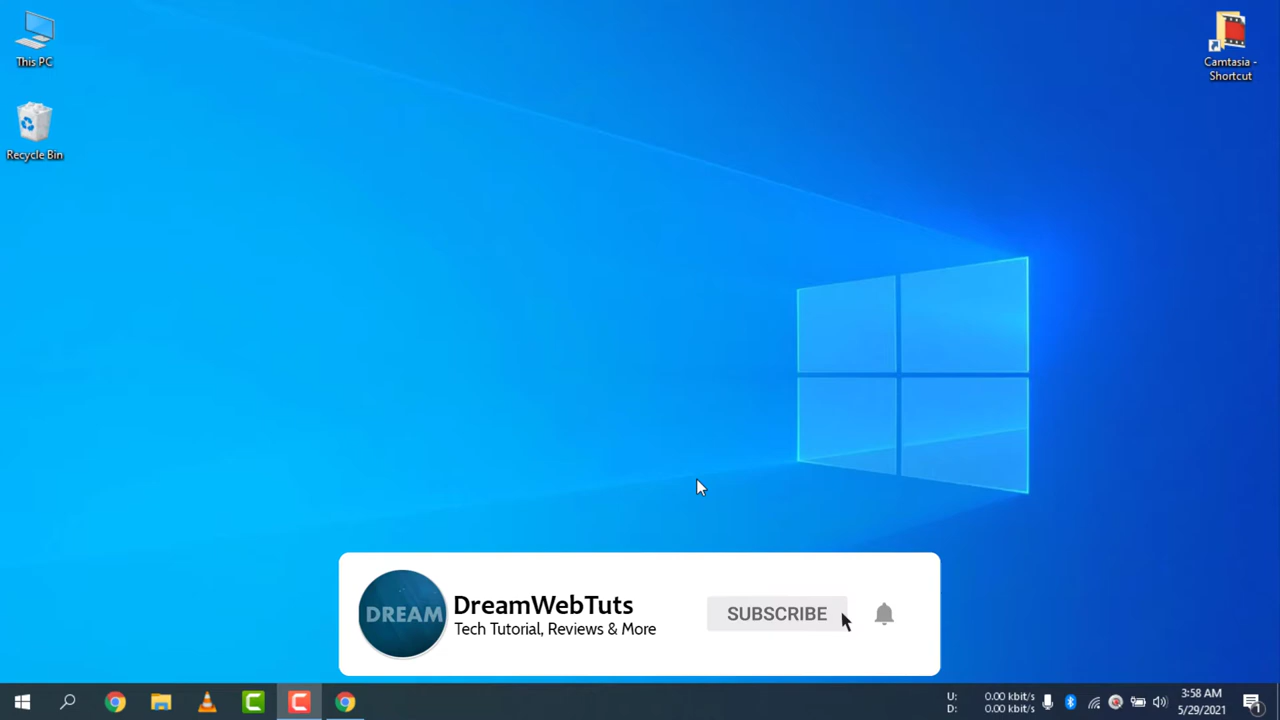 This PC
Recycle Bin
Camtasia -
Shortcut
DREAM
DreamWebTuts
Tech Tutorial, Reviews & More
SUBSCRIBE
U: 0.00 kbit/s
D: 0.00 kbit/s
3:58 AM
5/29/2021
1